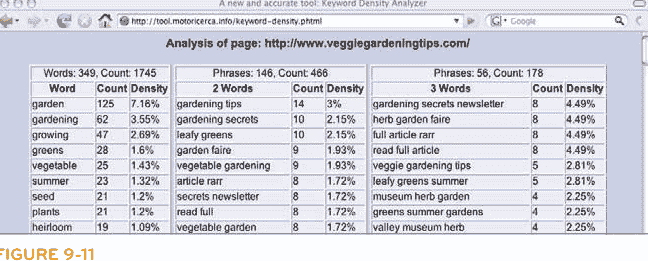 A new and accurate tool: Keyword Density Analyzer
http://tool.motoricerca.info/keyword-density.phtml
G Google
Analysis of page: http://www.veggiegardeningtips.com/
Words: 349, Count: 1745 Phrases: 146, Count: 466 Phrases: 56, Count: 178
Word Count Density 2 Words Count Density 3 Words Count Density
garden 125 7.16% gardening tips 14 3% gardening secrets newsletter 8 4.49%
gardening 62 3.55% gardening secrets 10 2.15% herb garden faire 8 4.49%
growing 47 2.69% leafy greens 10 2.15% full article rarr 8 4.49%
greens 28 1.6% garden faire 9 1.93% read full article 8 4.49%
vegetable 25 1.43% vegetable gardening 9 1.93% veggie gardening tips 5 2.81%
summer 23 1.32% article rarr 8 1.72% leafy greens summer 5 2.81%
seed 21 1.2% secrets newsletter 8 1.72% museum herb garden 4 2.25%
plants 21 1.2% read full 8 1.72% greens summer gardens 4 2.25%
heirloom 19 1.09% vegetable garden 8 1.72% valley museum herb 4 2.25%
FIGURE 9-11